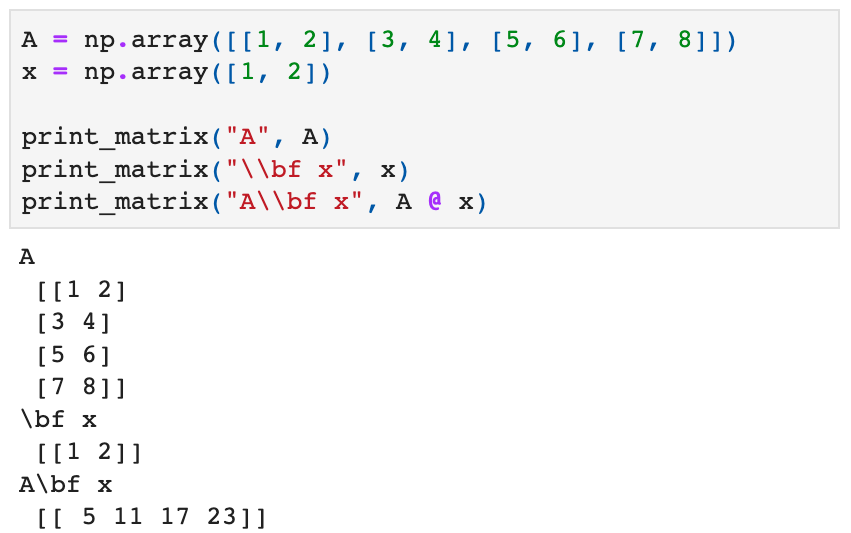 A = np.array([[1, 2], [3, 4], [5, 6], [7, 8]])
x = np.array([1, 2])
print_matrix("A", A)
print_matrix("\\bf x", x)
print_matrix("A\\bf x", A @ x)
A
[[1 2]
[3 4]
[5 6]
[7 8]]
\bf x
[[1 2]]
A\bf x
[[ 5 11 17 23]]